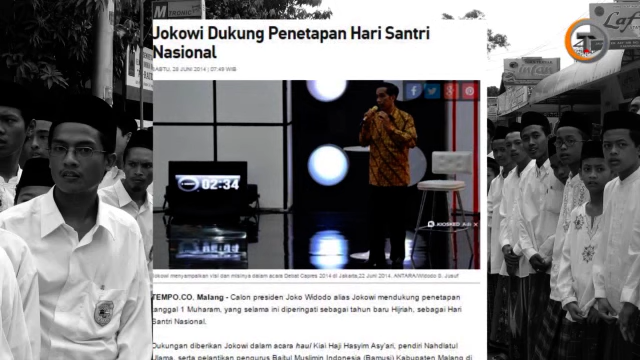 Jokowi Dukung Penetapan Hari Santri
Nasional
SABTU, 28 JUNI 2014 | 07:49 WIB
02:34
Jokowi menyampaikan visi dan misinya dalam acara Debat Capres 2014 di Jakarta,22 Juni 2014. ANTARA/Widodo S. Jusuf
TEMPO.CO, Malang - Calon presiden Joko Widodo alias Jokowi mendukung penetapan
tanggal 1 Muharam, yang selama ini diperingati sebagai tahun baru Hijriah, sebagai Hari
Santri Nasional.
Dukungan diberikan Jokowi dalam acara haul Kiai Haji Hasyim Asy'ari, pendiri Nahdlatul
Ulama, serta pelantikan pengurus Baitul Muslimin Indonesia (Bamusi) Kabupaten Malang di